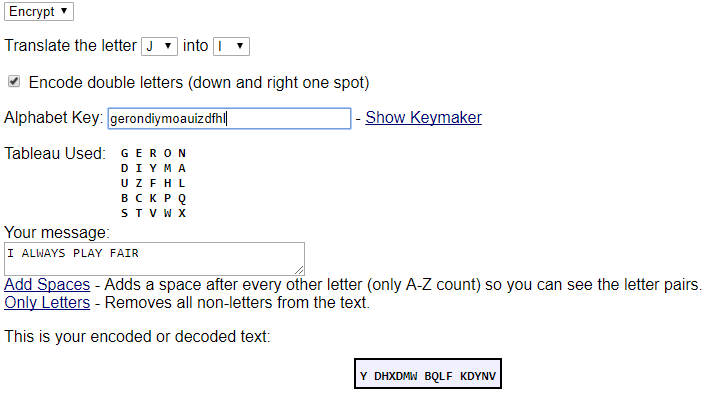 Encrypt
Translate the letter J into I
Encode double letters (down and right one spot)
Alphabet Key: gerondiymoauizdfhl - Show Keymaker
Tableau Used: G E R O N
D I Y M A
U Z F H L
B C K P Q
S T V W X
Your message:
I ALWAYS PLAY FAIR
Add Spaces - Adds a space after every other letter (only A-Z count) so you can see the letter pairs.
Only Letters - Removes all non-letters from the text.
This is your encoded or decoded text:
Y DHXDMW BQLF KDYNV